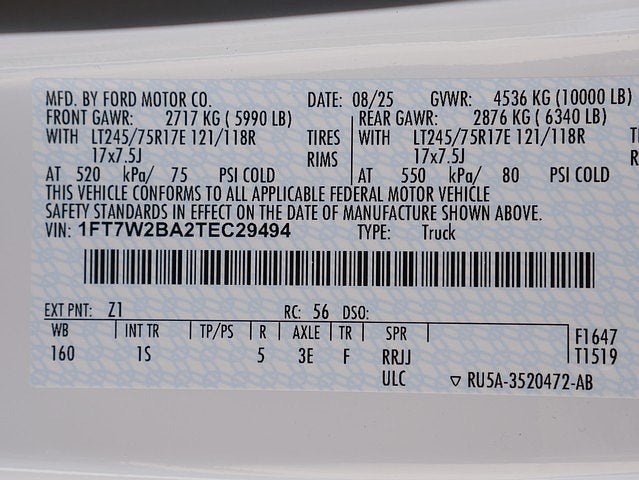 MFD. BY FORD MOTOR CO. DATE: 08/25 GVWR: 4536 KG (10000 LB)
FRONT GAWR: 2717 KG ( 5990 LB) REAR GAWR: 2876 KG ( 6340 LB)
WITH LT245/75R17E 121/118R TIRES WITH LT245/75R17E 121/118R
17x7.5J RIMS 17x7.5J
AT 520 kPa/ 75 PSI COLD AT 550 kPa/ 80 PSI COLD
THIS VEHICLE CONFORMS TO ALL APPLICABLE FEDERAL MOTOR VEHICLE
SAFETY STANDARDS IN EFFECT ON THE DATE OF MANUFACTURE SHOWN ABOVE.
VIN: 1FT7W2BA2TEC29494 TYPE: Truck
EXT PNT: Z1 RC: 56 DSO:
WB INT TR TP/PS R AXLE TR SPR F1647
160 1S 5 3E F RRJJ T1519
ULC ▽ RU5A-3520472-AB